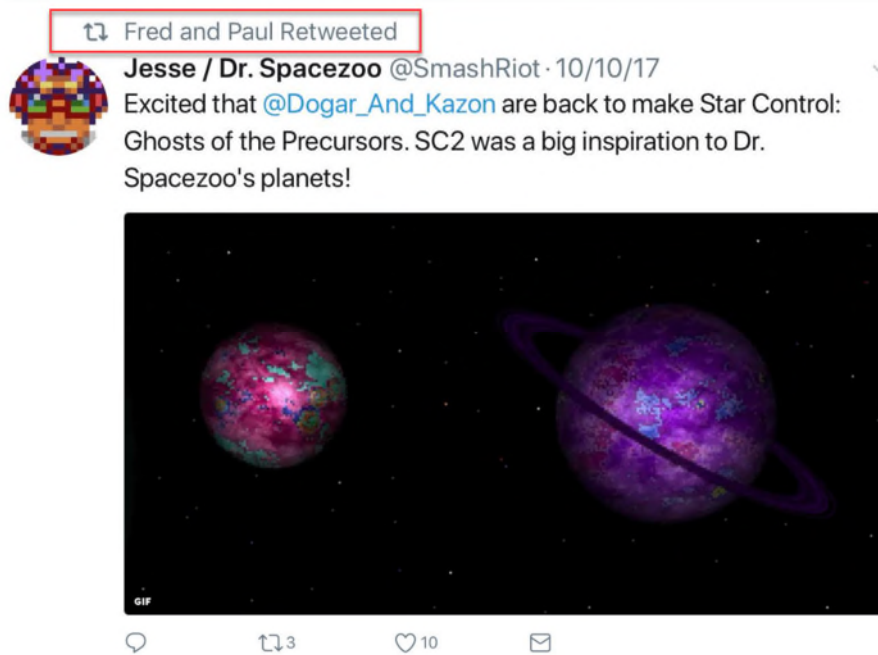 Fred and Paul Retweeted
Jesse / Dr. Spacezoo @SmashRiot · 10/10/17
Excited that @Dogar_And_Kazon are back to make Star Control:
Ghosts of the Precursors. SC2 was a big inspiration to Dr.
Spacezoo's planets!
GIF
3 10